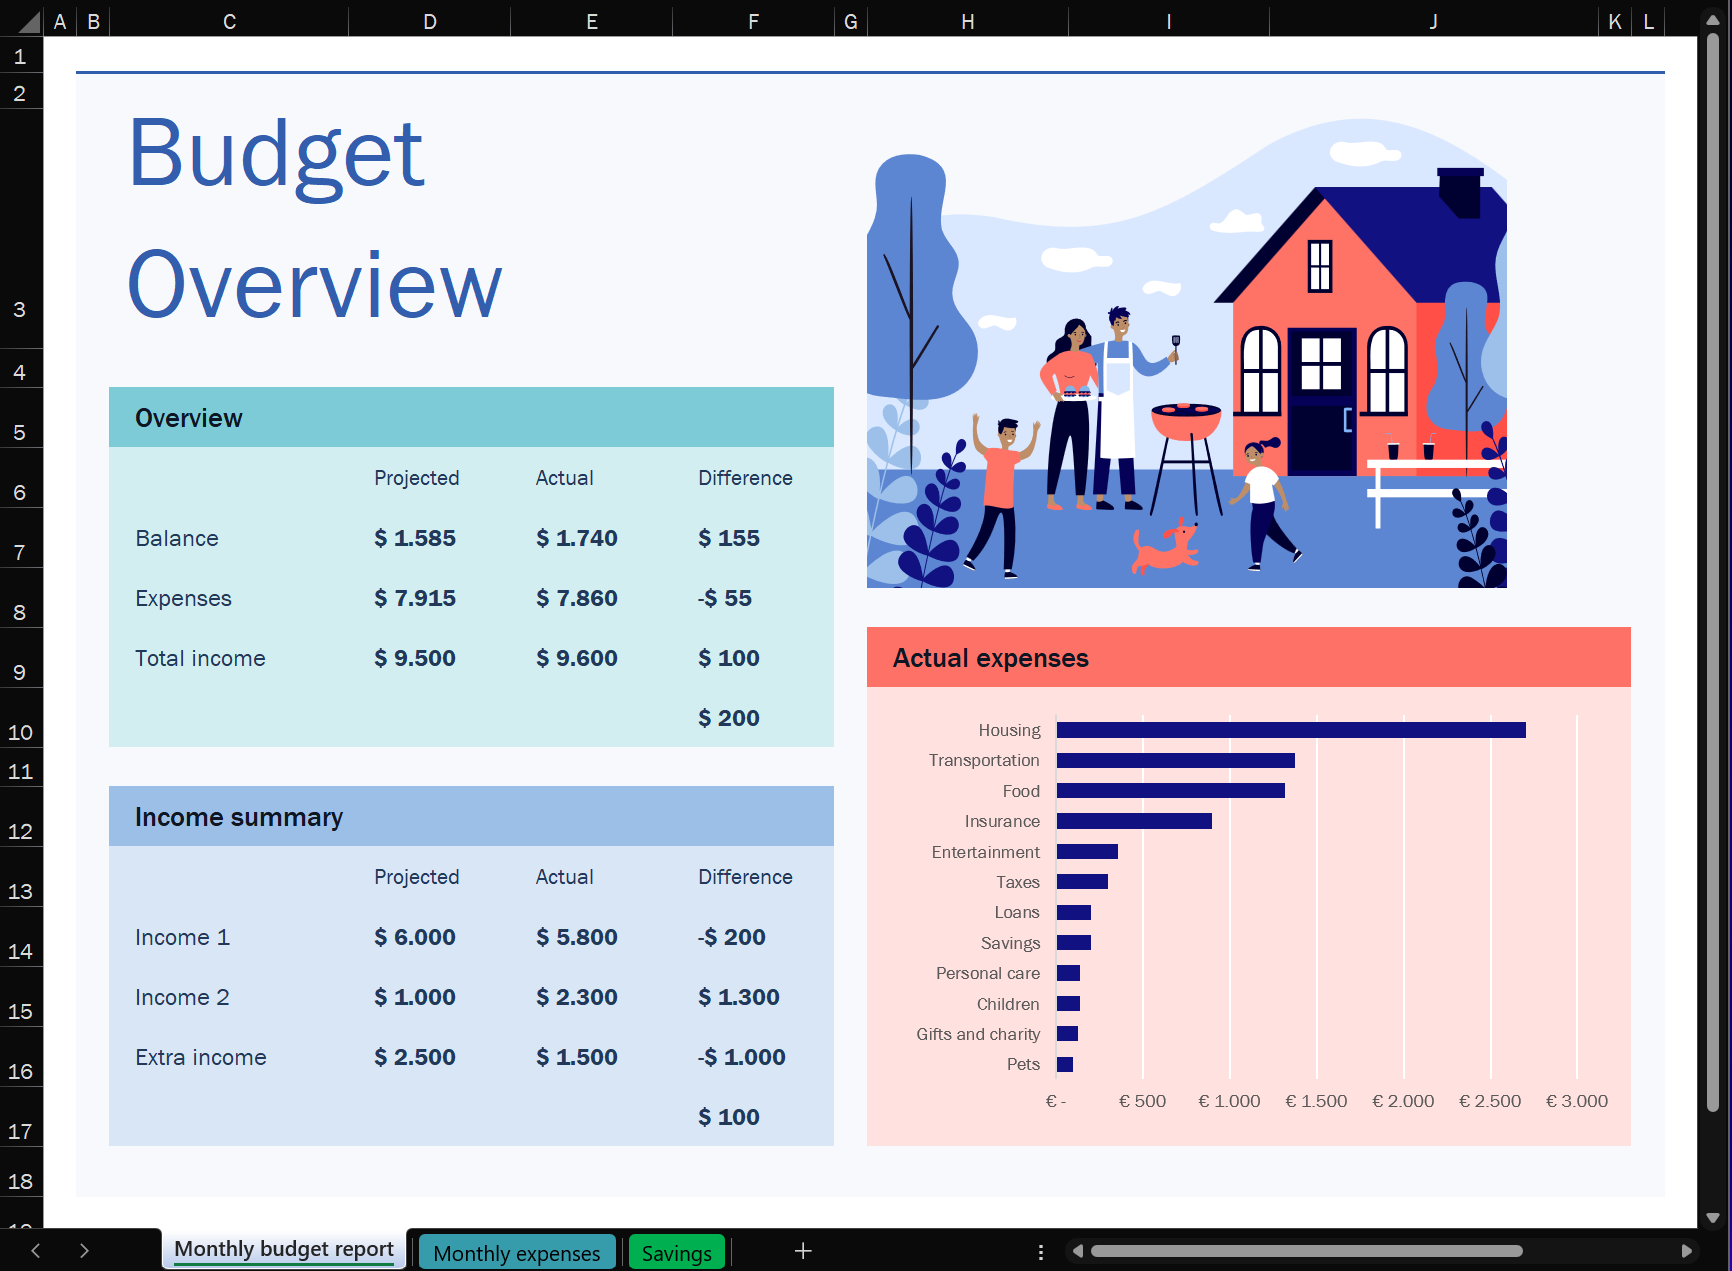 A B C D E F G H I J K L
1
2
3
4
5
6
7
8
9
10
11
12
13
14
15
16
17
18
Budget
Overview
Overview
Projected Actual Difference
Balance $ 1.585 $ 1.740 $ 155
Expenses $ 7.915 $ 7.860 -$ 55
Total income $ 9.500 $ 9.600 $ 100
$ 200
Income summary
Projected Actual Difference
Income 1 $ 6.000 $ 5.800 -$ 200
Income 2 $ 1.000 $ 2.300 $ 1.300
Extra income $ 2.500 $ 1.500 -$ 1.000
$ 100
Actual expenses
Housing
Transportation
Food
Insurance
Entertainment
Taxes
Loans
Savings
Personal care
Children
Gifts and charity
Pets
€ - € 500 € 1.000 € 1.500 € 2.000 € 2.500 € 3.000
Monthly budget report Monthly expenses Savings